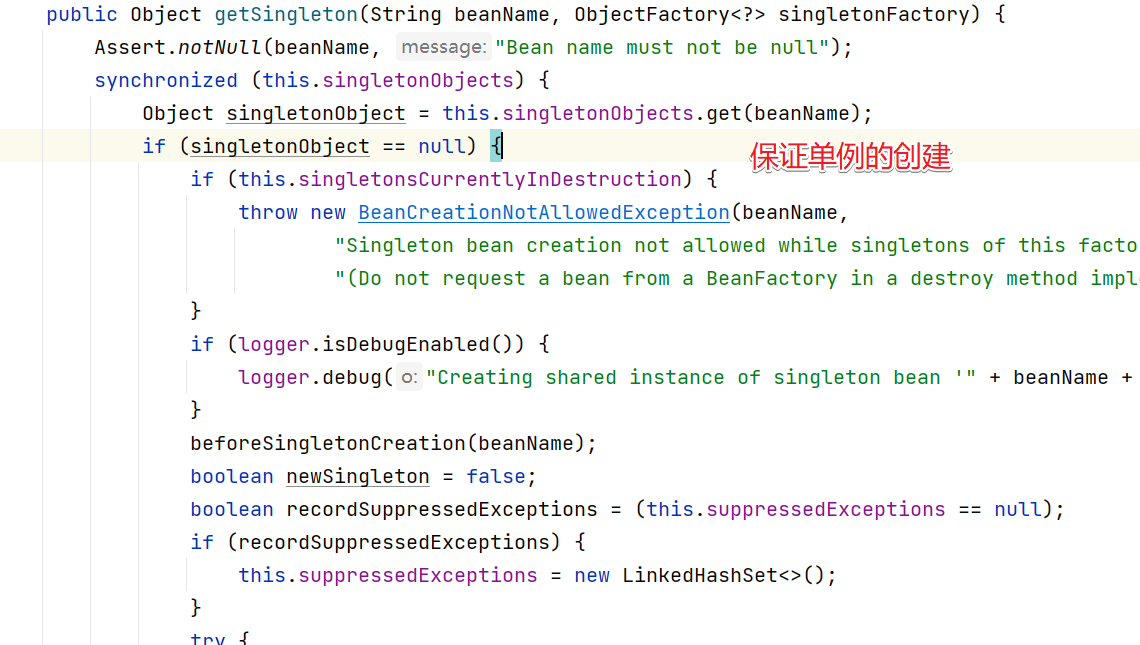 public Object getSingleton(String beanName, ObjectFactory<?> singletonFactory) {
Assert.notNull(beanName, message: "Bean name must not be null");
synchronized (this.singletonObjects) {
Object singletonObject = this.singletonObjects.get(beanName);
if (singletonObject == null) {
保证单例的创建
if (this.singletonsCurrentlyInDestruction) {
throw new BeanCreationNotAllowedException(beanName,
"Singleton bean creation not allowed while singletons of this facto
"(Do not request a bean from a BeanFactory in a destroy method imple
}
if (logger.isDebugEnabled()) {
logger.debug( o: "Creating shared instance of singleton bean '" + beanName +
}
beforeSingletonCreation(beanName);
boolean newSingleton = false;
boolean recordSuppressedExceptions = (this.suppressedExceptions == null);
if (recordSuppressedExceptions) {
this.suppressedExceptions = new LinkedHashSet<>();
}
try {